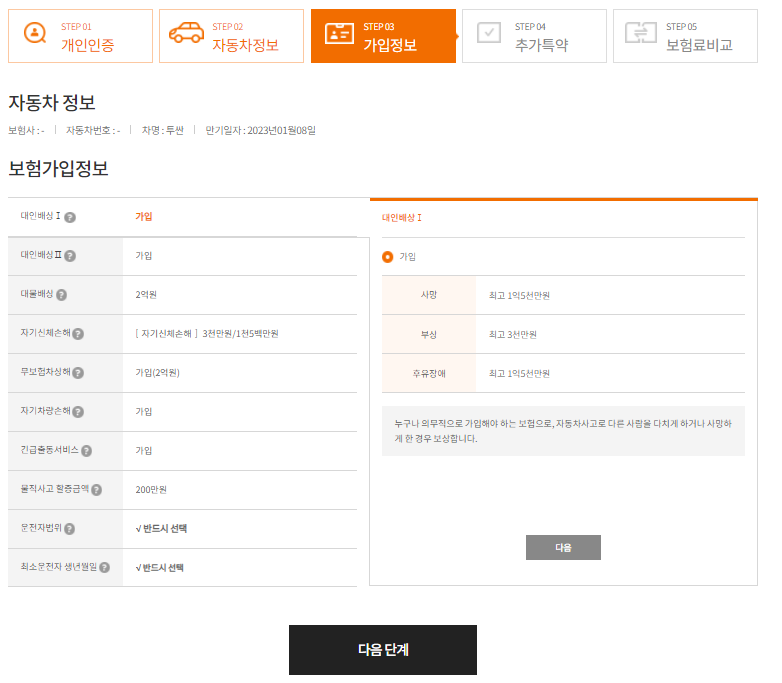 STEP 01
개인인증
STEP 02
자동차정보
STEP 03
가입정보
STEP 04
추가특약
STEP 05
보험료비교
자동차 정보
보험사 : - 자동차번호 : - 차명 : 투싼 만기일자 : 2023년01월08일
보험가입정보
대인배상Ⅰ ? 가입
대인배상Ⅱ ? 가입
대물배상 ? 2억원
자기신체손해 ? [ 자기신체손해 ] 3천만원/1천5백만원
무보험차상해 ? 가입(2억원)
자기차량손해 ? 가입
긴급출동서비스 ? 가입
물적사고 할증금액 ? 200만원
운전자범위 ? √ 반드시 선택
최소운전자 생년월일 ? √ 반드시 선택
대인배상Ⅰ
가입
사망 최고 1억5천만원
부상 최고 3천만원
후유장애 최고 1억5천만원
누구나 의무적으로 가입해야 하는 보험으로, 자동차사고로 다른 사람을 다치게 하거나 사망하
게 한 경우 보상합니다.
다음
다음 단계